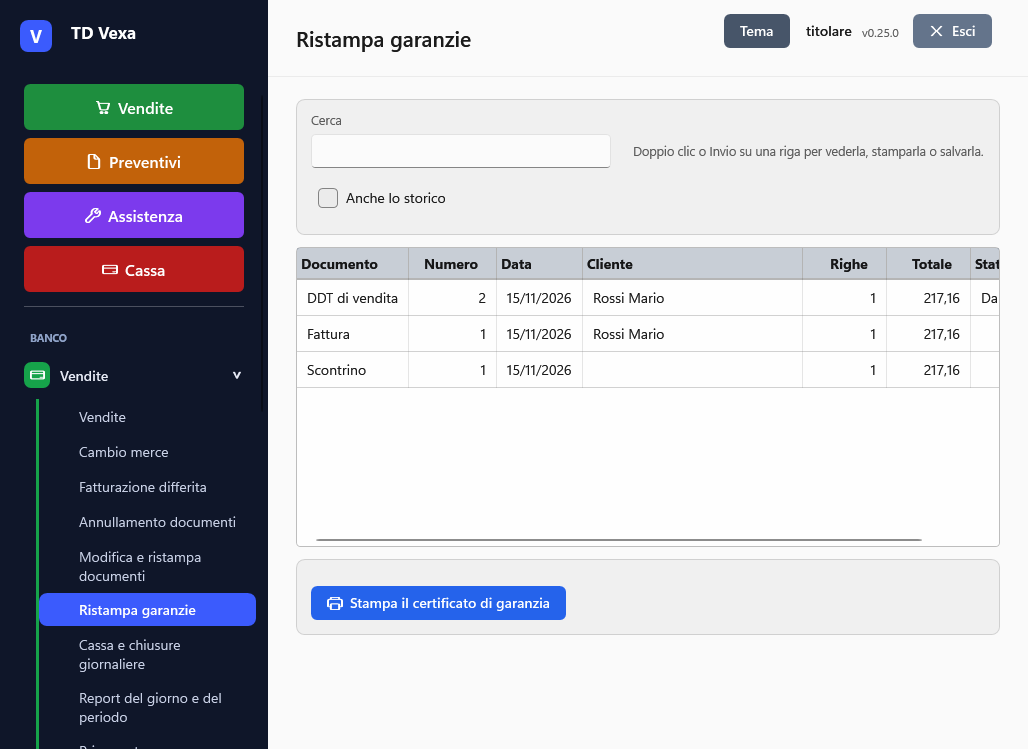 V TD Vexa
Vendite
Preventivi
Assistenza
Cassa
BANCO
Vendite
Vendite
Cambio merce
Fatturazione differita
Annullamento documenti
Modifica e ristampa
documenti
Ristampa garanzie
Cassa e chiusure
giornaliere
Report del giorno e del
periodo
Ristampa garanzie
Tema
titolare v0.25.0
Esci
Cerca
Doppio clic o Invio su una riga per vederla, stamparla o salvarla.
Anche lo storico
Documento Numero Data Cliente Righe Totale Stat
DDT di vendita 2 15/11/2026 Rossi Mario 1 217,16 Da
Fattura 1 15/11/2026 Rossi Mario 1 217,16
Scontrino 1 15/11/2026 1 217,16
Stampa il certificato di garanzia